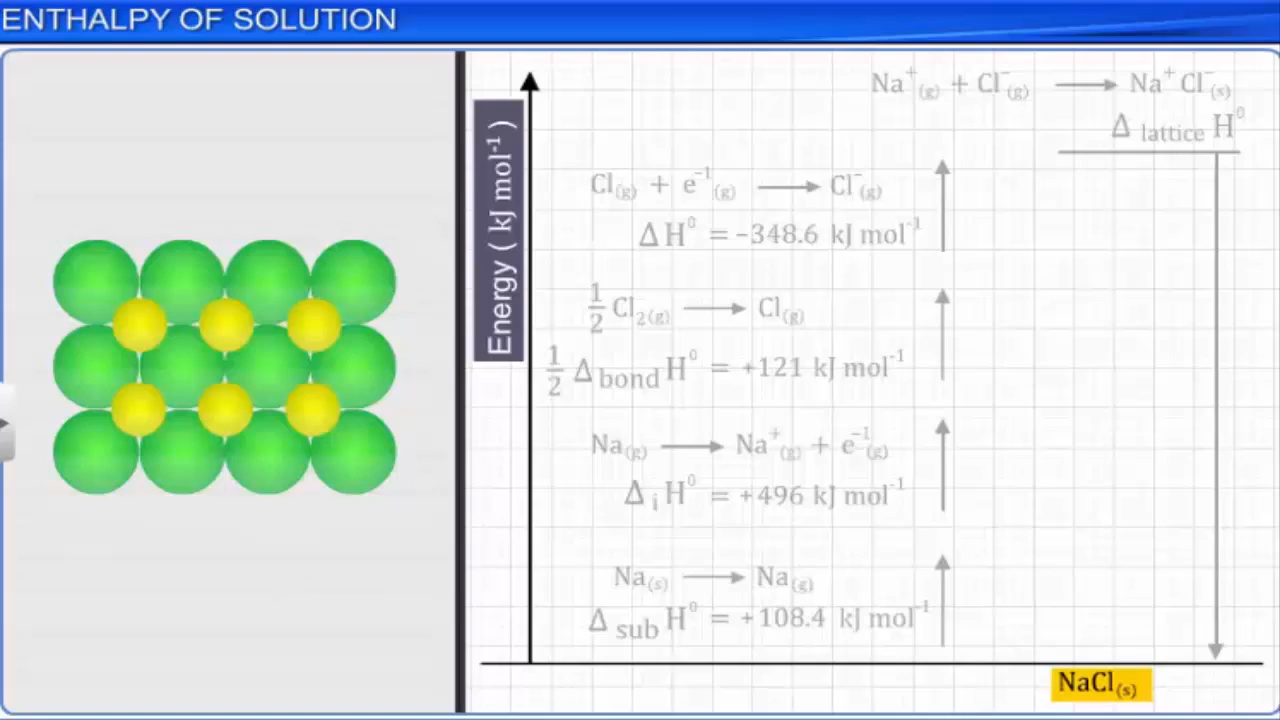 ENTHALPY OF SOLUTION
Energy ( kJ mol⁻¹ )
Na⁺(g) + Cl⁻(g) ⟶ Na⁺ Cl⁻(s)
Δ lattice H⁰
Cl(g) + e⁻¹(g) ⟶ Cl⁻(g)
Δ H⁰ = −348.6 kJ mol⁻¹
1/2 Cl₂(g) ⟶ Cl(g)
1/2 Δ bond H⁰ = +121 kJ mol⁻¹
Na(g) ⟶ Na⁺(g) + e⁻¹(g)
Δ i H⁰ = +496 kJ mol⁻¹
Na(s) ⟶ Na(g)
Δ sub H⁰ = +108.4 kJ mol⁻¹
NaCl(s)